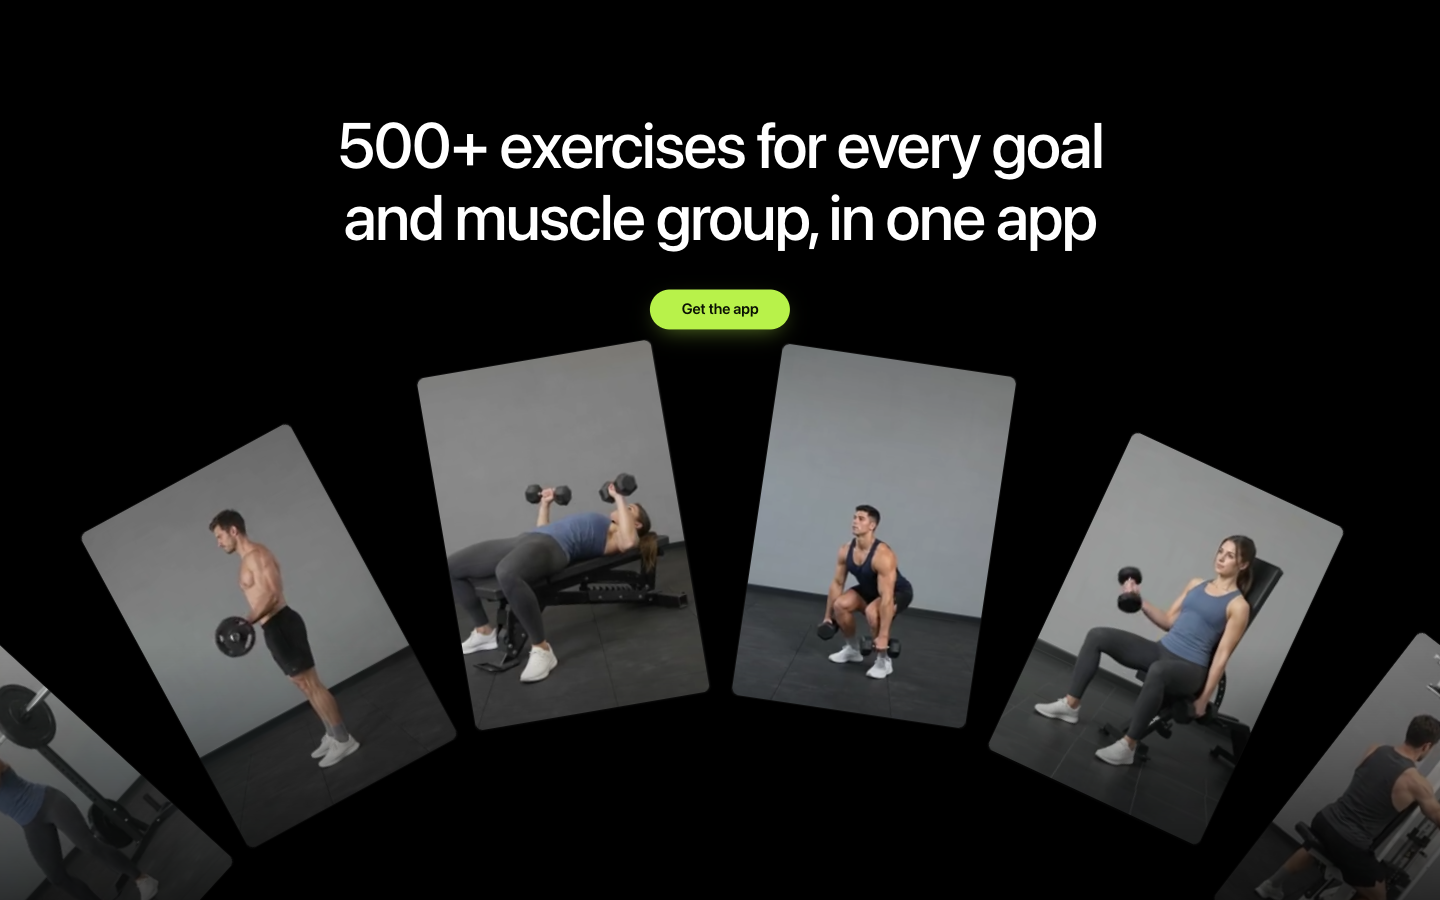 500+ exercises for every goal
and muscle group, in one app
Get the app